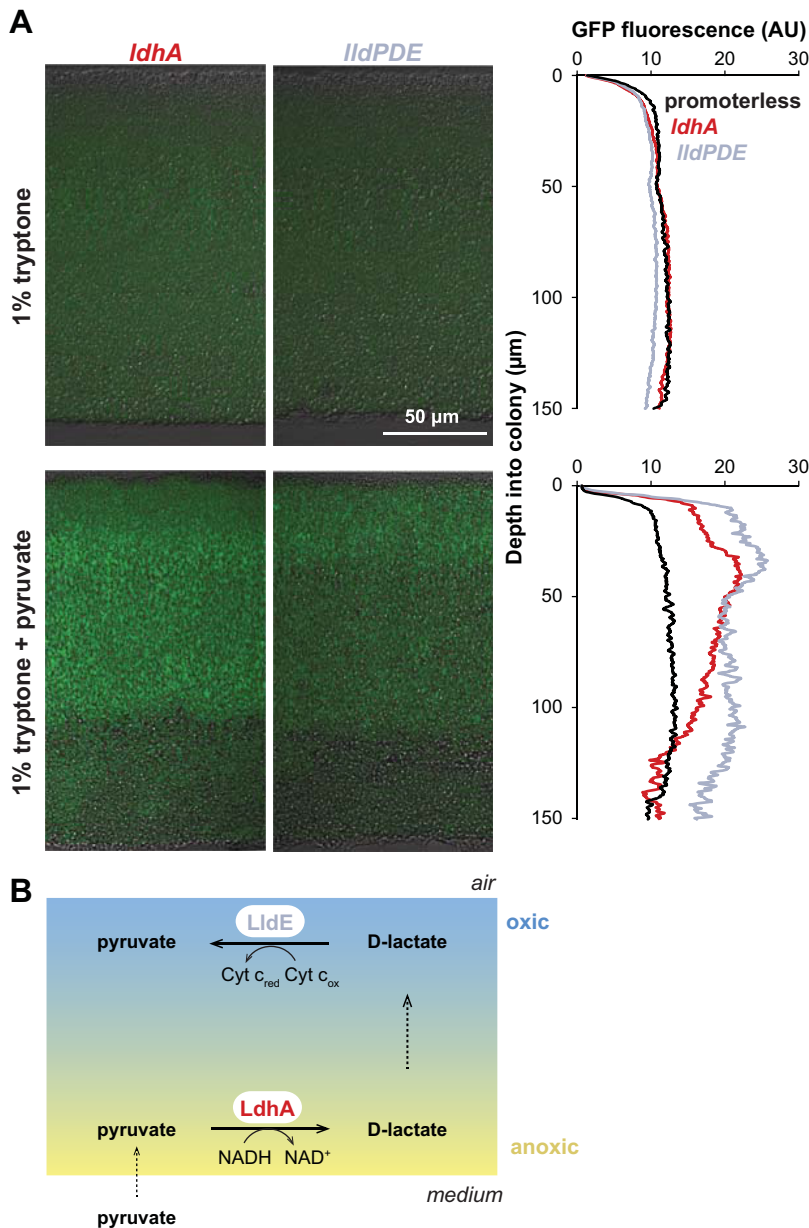 A
ldhA
lldPDE
GFP fluorescence (AU)
0 10 20 30
promoterless
ldhA
lldPDE
0
50
100
150
1% tryptone
50 µm
Depth into colony (µm)
0 10 20 30
0
50
100
150
1% tryptone + pyruvate
B
air
LldE
oxic
pyruvate
D-lactate
Cyt c red Cyt c ox
LdhA
pyruvate
D-lactate
anoxic
NADH NAD+
medium
pyruvate